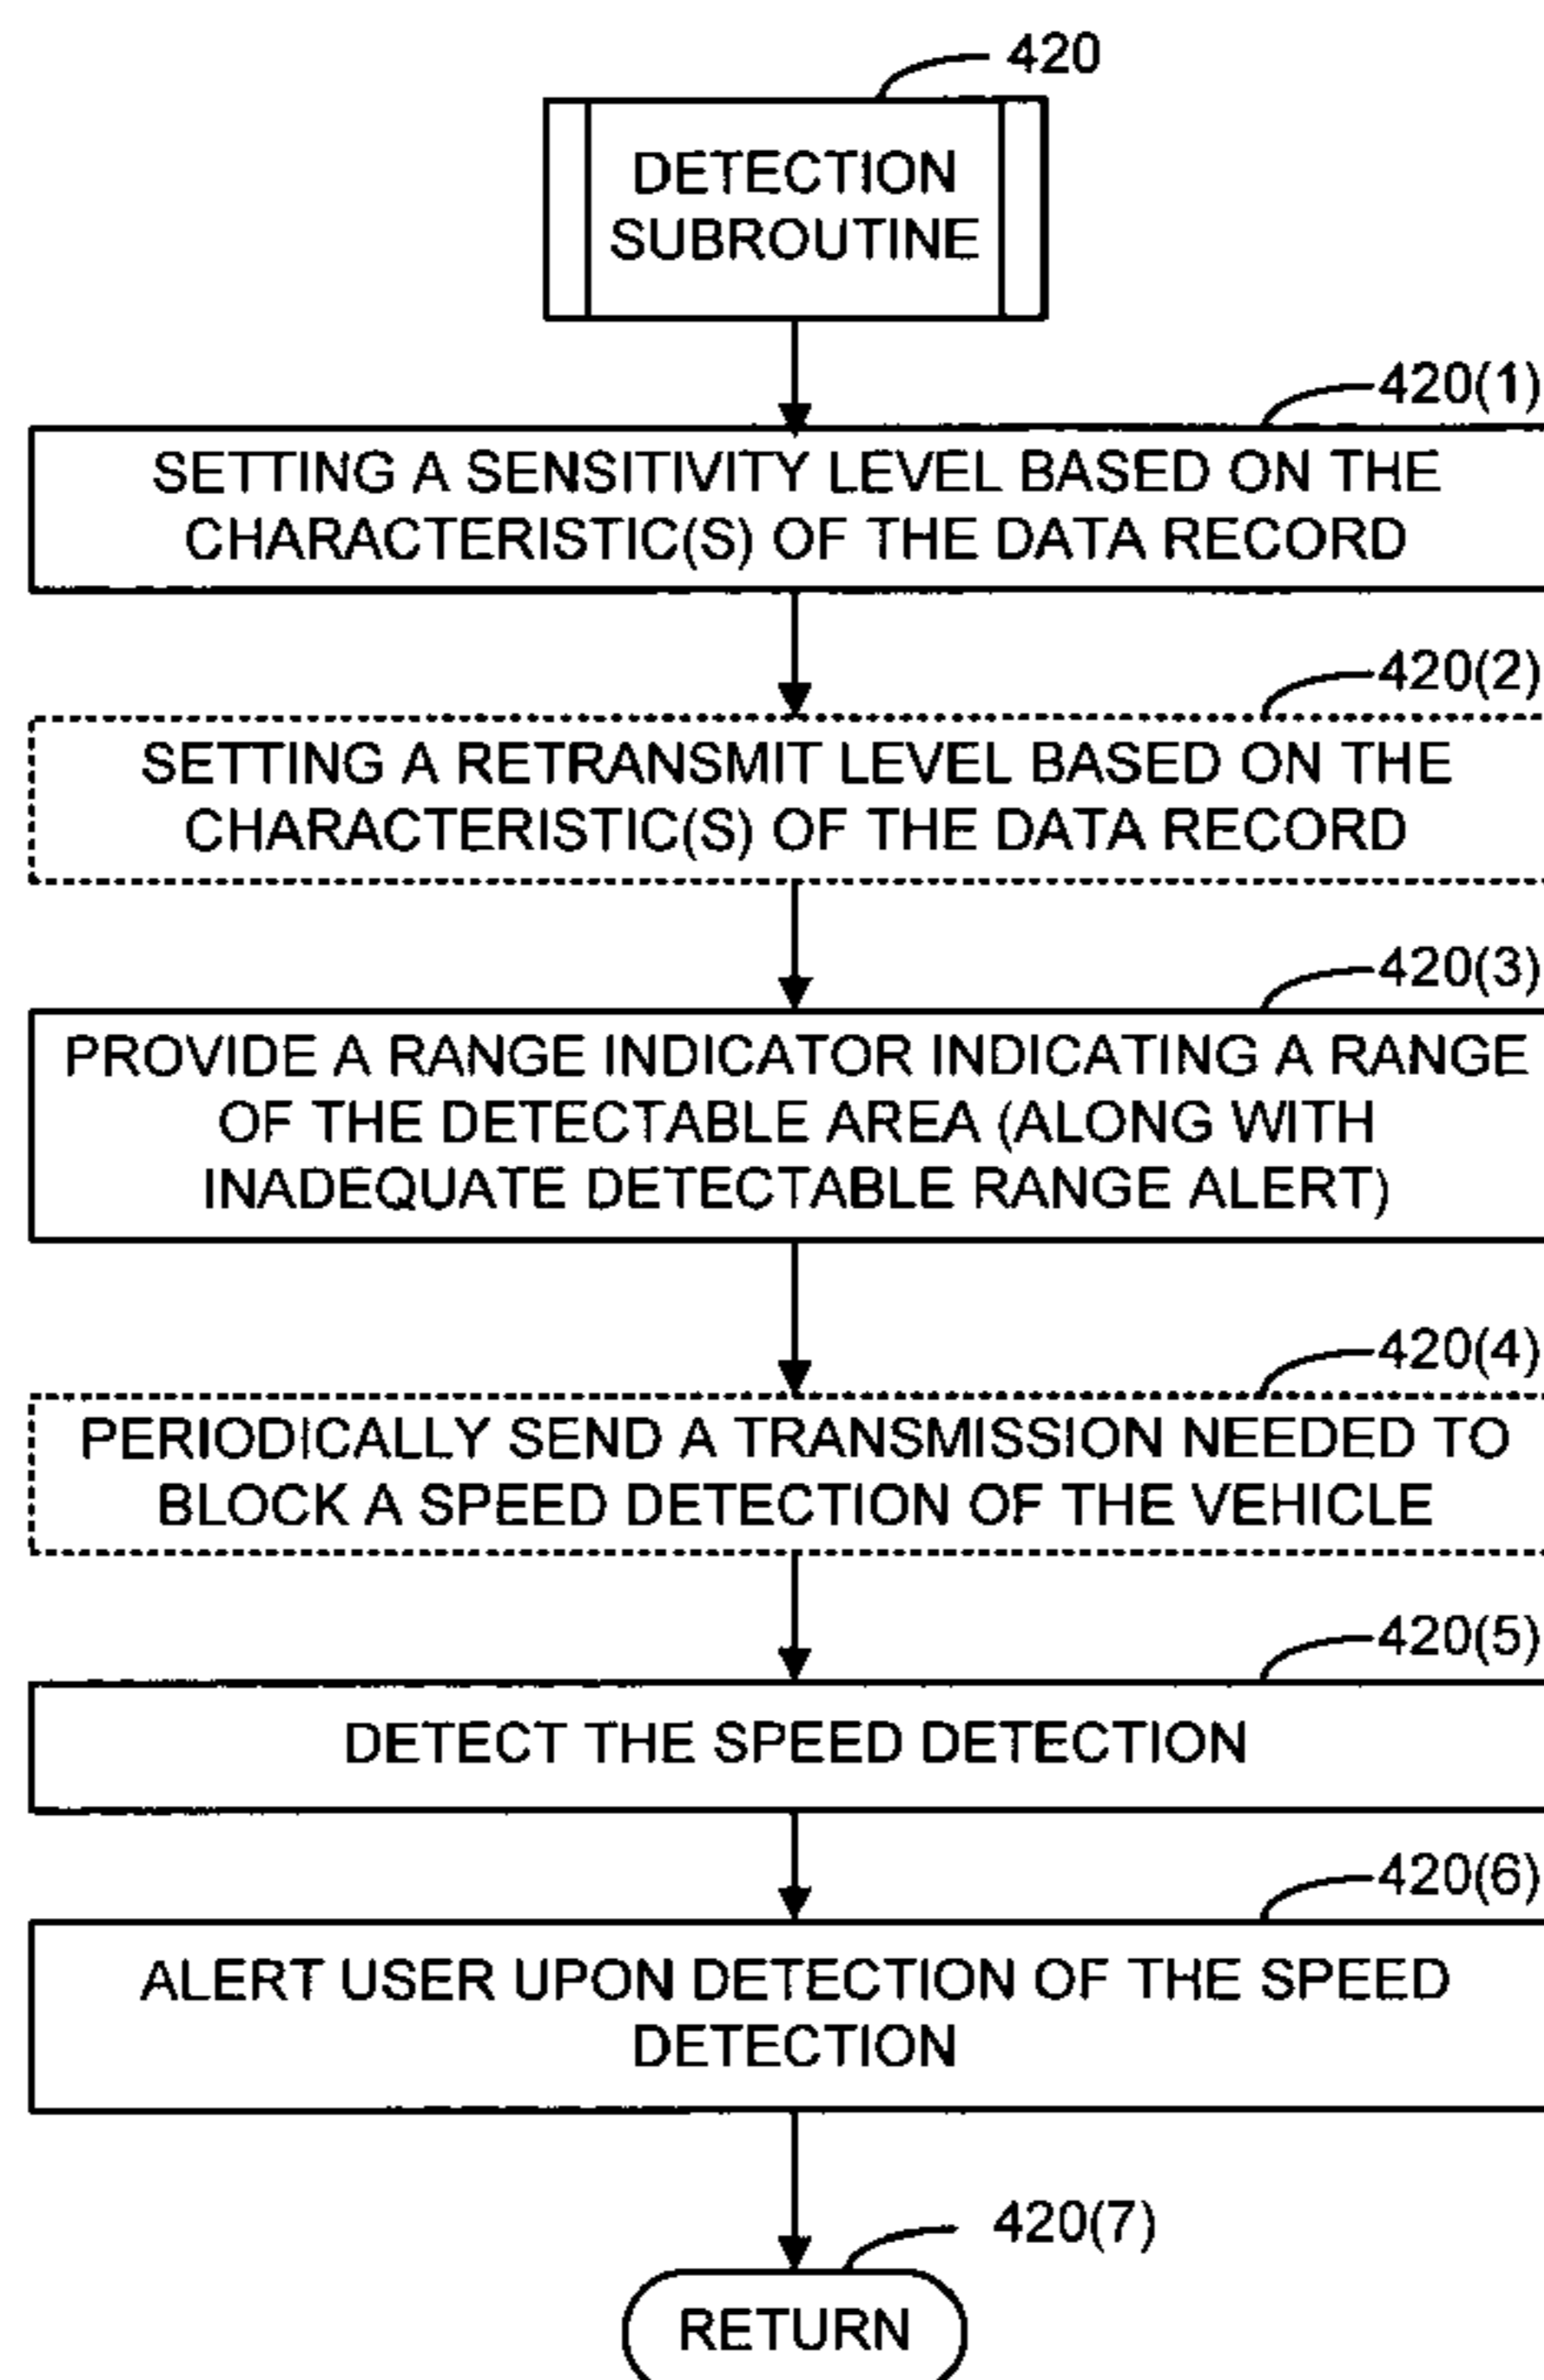 420
DETECTION
SUBROUTINE
420(1)
SETTING A SENSITIVITY LEVEL BASED ON THE
CHARACTERISTIC(S) OF THE DATA RECORD
420(2)
SETTING A RETRANSMIT LEVEL BASED ON THE
CHARACTERISTIC(S) OF THE DATA RECORD
420(3)
PROVIDE A RANGE INDICATOR INDICATING A RANGE
OF THE DETECTABLE AREA (ALONG WITH
INADEQUATE DETECTABLE RANGE ALERT)
420(4)
PERIODICALLY SEND A TRANSMISSION NEEDED TO
BLOCK A SPEED DETECTION OF THE VEHICLE
420(5)
DETECT THE SPEED DETECTION
420(6)
ALERT USER UPON DETECTION OF THE SPEED
DETECTION
420(7)
RETURN